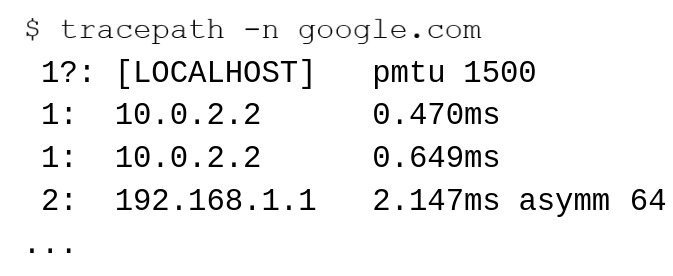 $ tracepath -n google.com
1?: [LOCALHOST] pmtu 1500
1: 10.0.2.2 0.470ms
1: 10.0.2.2 0.649ms
2: 192.168.1.1 2.147ms asymm 64
...